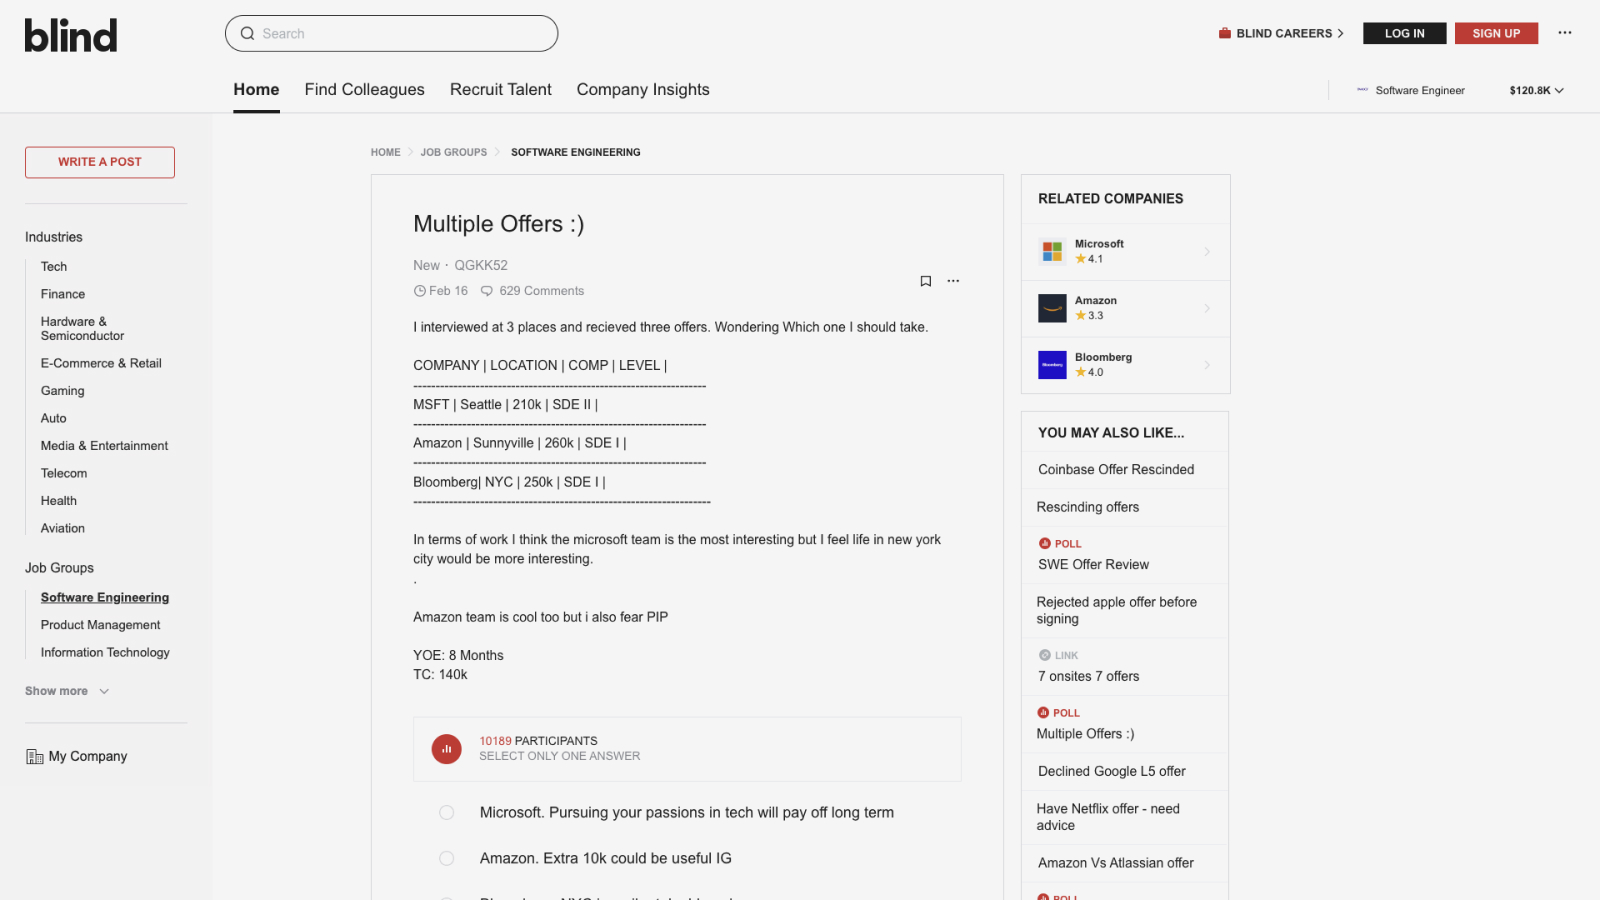 blind
Search
BLIND CAREERS
LOG IN
SIGN UP
Home
Find Colleagues
Recruit Talent
Company Insights
Software Engineer
$120.8K
WRITE A POST
Industries
Tech
Finance
Hardware &
Semiconductor
E-Commerce & Retail
Gaming
Auto
Media & Entertainment
Telecom
Health
Aviation
Job Groups
Software Engineering
Product Management
Information Technology
Show more
My Company
HOME
JOB GROUPS
SOFTWARE ENGINEERING
Multiple Offers :)
New · QGKK52
Feb 16
629 Comments
I interviewed at 3 places and recieved three offers. Wondering Which one I should take.
COMPANY | LOCATION | COMP | LEVEL |
------------------------------------------------------------------
MSFT | Seattle | 210k | SDE II |
------------------------------------------------------------------
Amazon | Sunnyville | 260k | SDE I |
------------------------------------------------------------------
Bloomberg| NYC | 250k | SDE I |
-------------------------------------------------------------------
In terms of work I think the microsoft team is the most interesting but I feel life in new york
city would be more interesting.
.
Amazon team is cool too but i also fear PIP
YOE: 8 Months
TC: 140k
10189 PARTICIPANTS
SELECT ONLY ONE ANSWER
Microsoft. Pursuing your passions in tech will pay off long term
Amazon. Extra 10k could be useful IG
RELATED COMPANIES
Microsoft
4.1
Amazon
3.3
Bloomberg
Bloomberg
4.0
YOU MAY ALSO LIKE...
Coinbase Offer Rescinded
Rescinding offers
POLL
SWE Offer Review
Rejected apple offer before
signing
LINK
7 onsites 7 offers
POLL
Multiple Offers :)
Declined Google L5 offer
Have Netflix offer - need
advice
Amazon Vs Atlassian offer
POLL